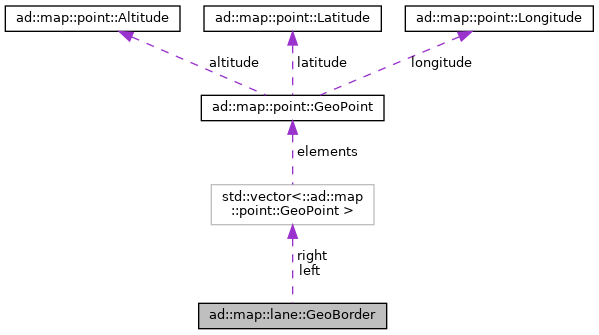 ad::map::point::Altitude
ad::map::point::Latitude
ad::map::point::Longitude
altitude
latitude
longitude
ad::map::point::GeoPoint
elements
std::vector<::ad::map
::point::GeoPoint >
right
left
ad::map::lane::GeoBorder